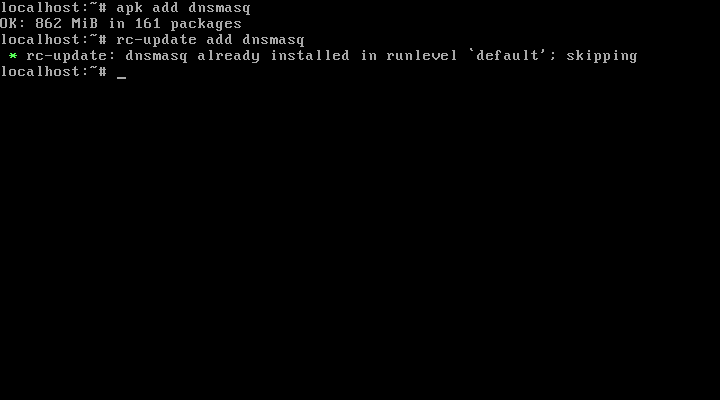 localhost:~# apk add dnsmasq
OK: 862 MiB in 161 packages
localhost:~# rc-update add dnsmasq
 * rc-update: dnsmasq already installed in runlevel `default'; skipping
localhost:~# _